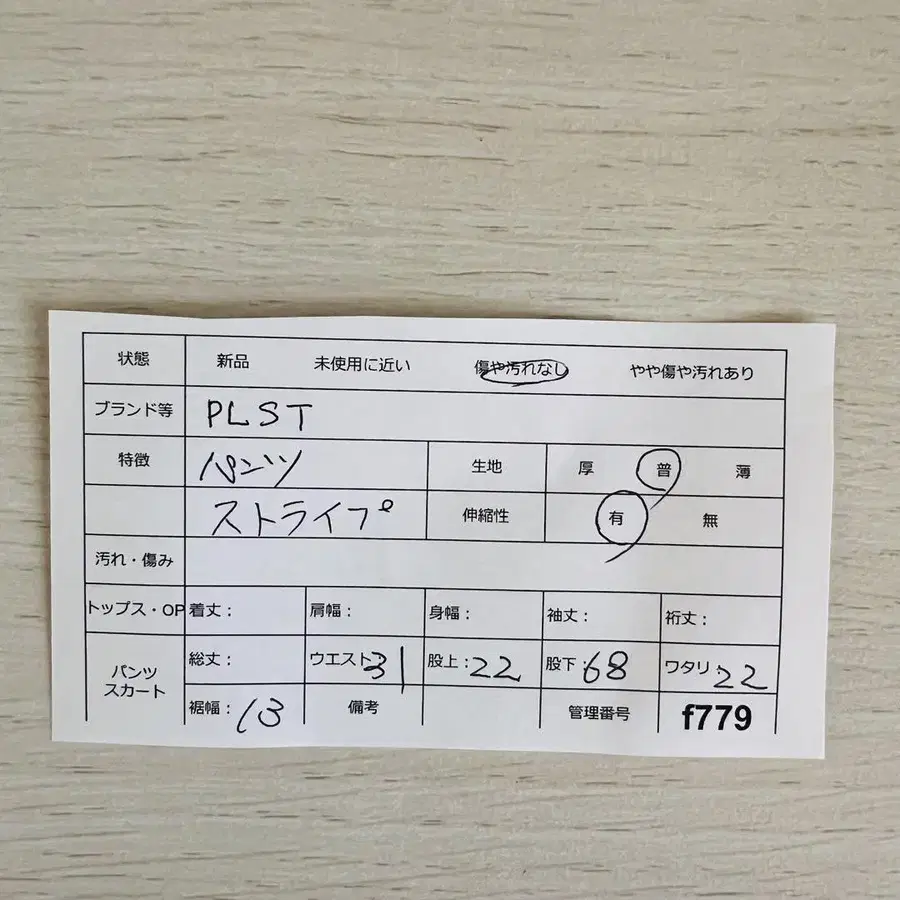 状態 新品 未使用に近い 傷や汚れなし やや傷や汚れあり
ブランド等 PLST
特徴 パンツ 生地 厚 普 薄
ストライプ 伸縮性 有 無
汚れ・傷み
トップス・OP 着丈： 肩幅： 身幅： 袖丈： 裄丈：
パンツ
スカート
総丈： ウエスト 31 股上：22 股下：68 ワタリ：22
裾幅：13 備考 管理番号 f779